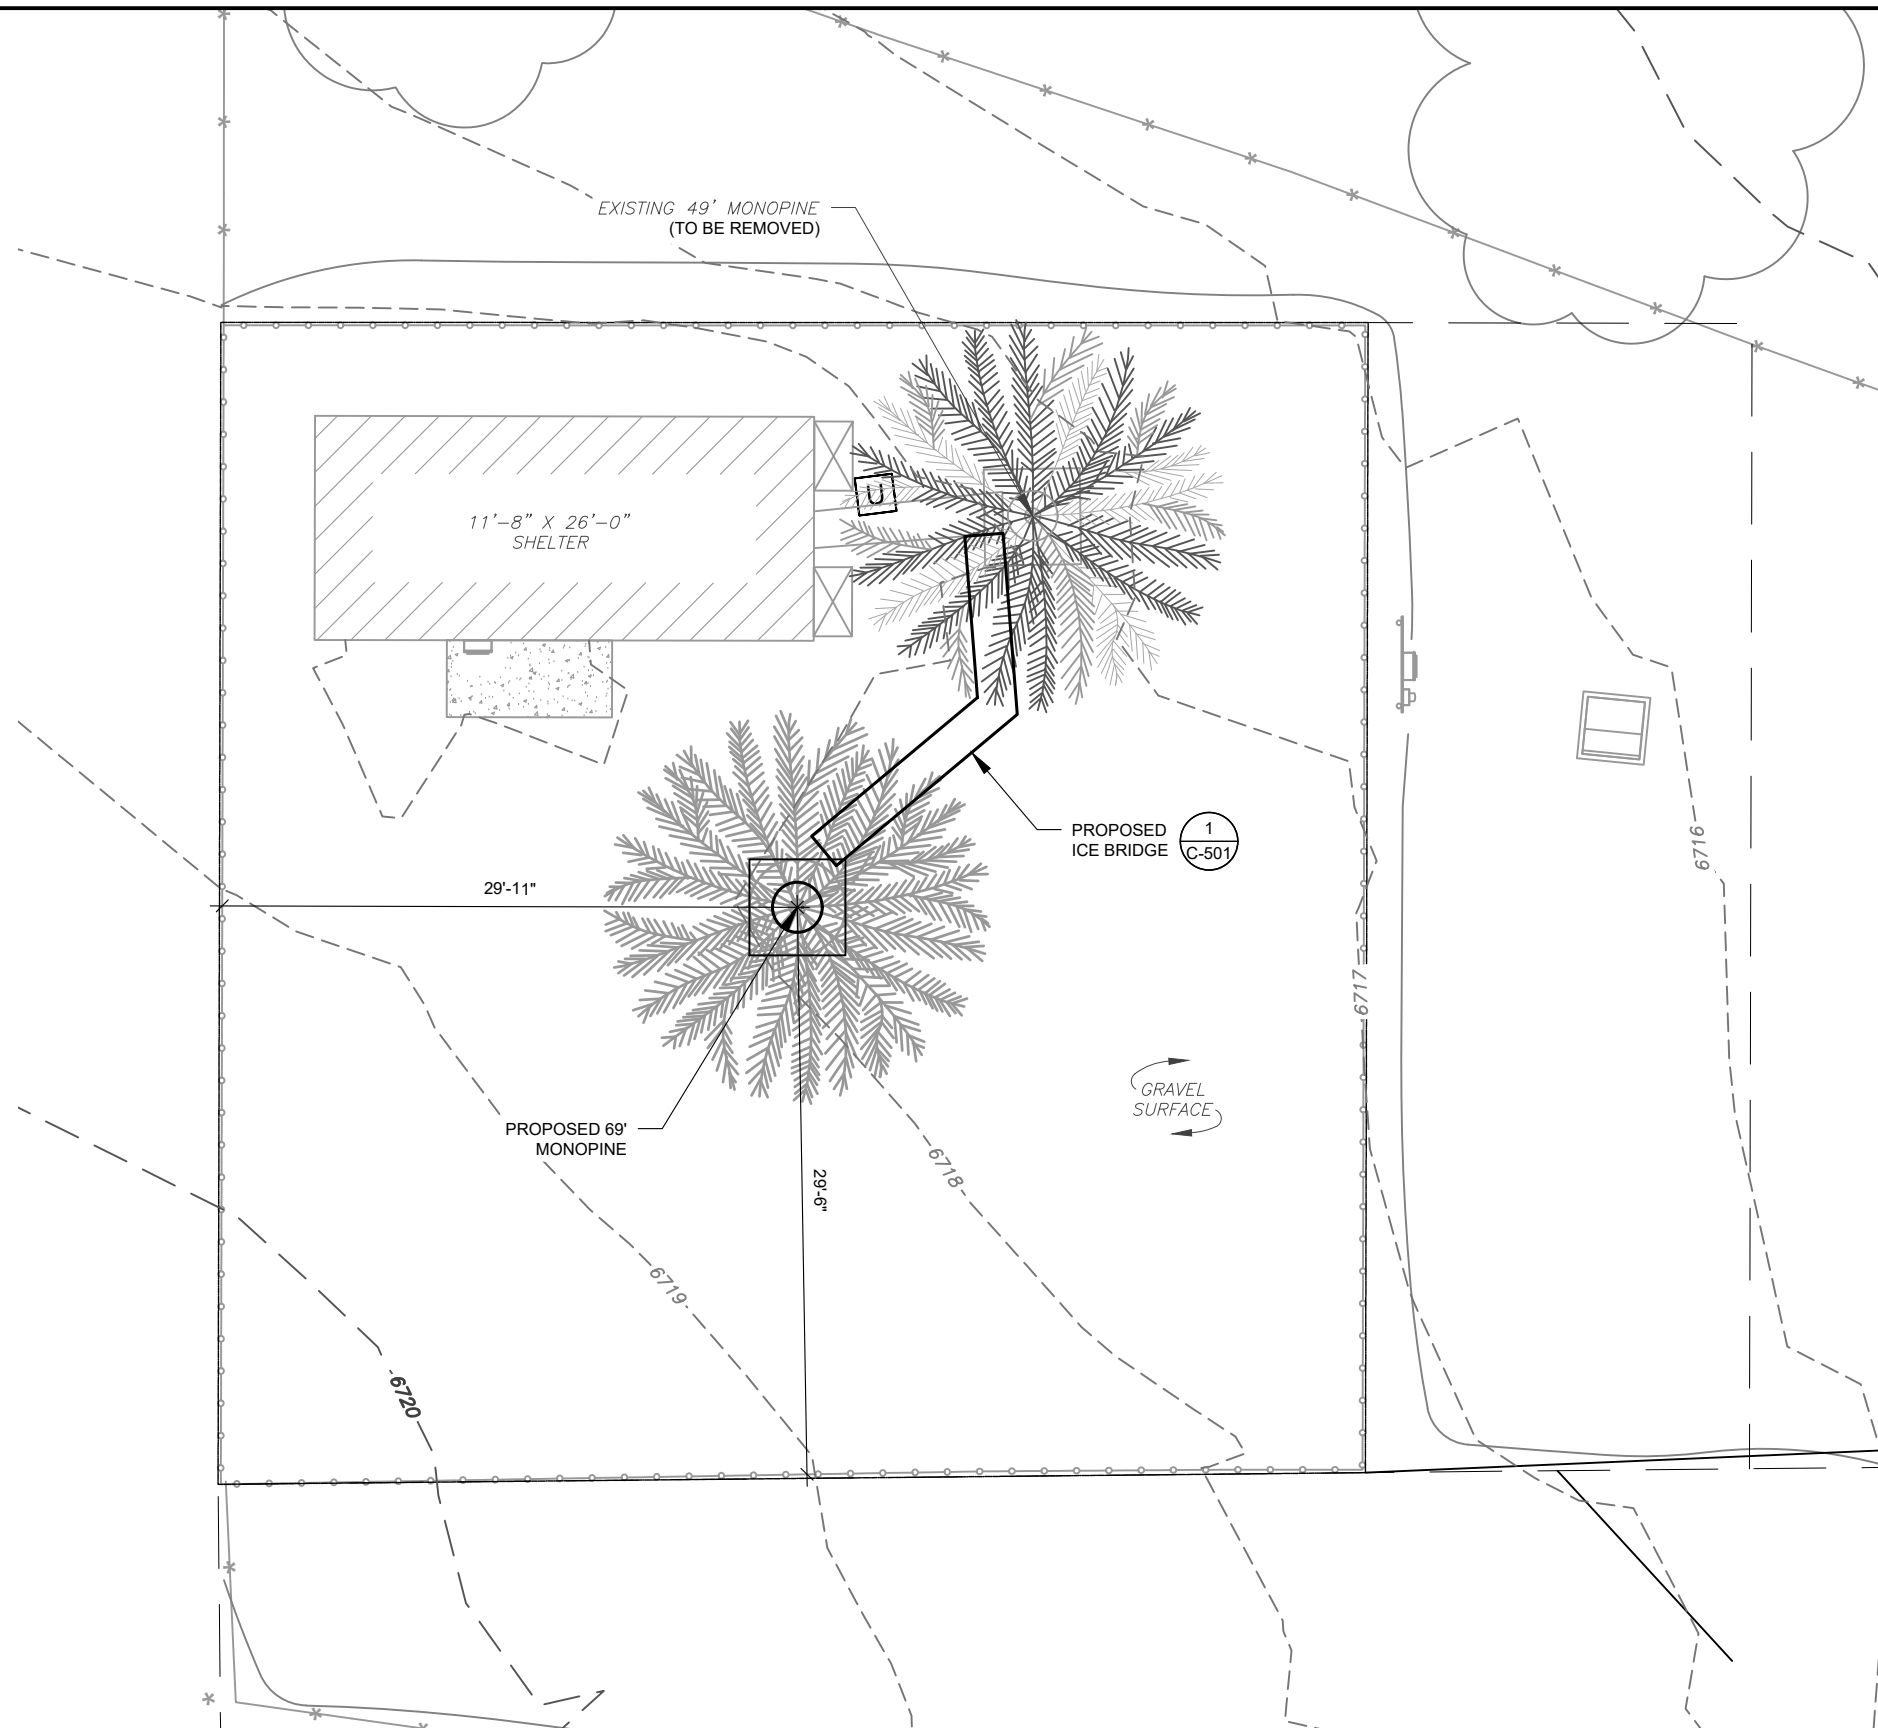 EXISTING 49' MONOPINE
(TO BE REMOVED)
U
11'-8" X 26'-0"
SHELTER
PROPOSED
ICE BRIDGE
1
C-501
6716
29'-11"
6717
GRAVEL
SURFACE
PROPOSED 69'
MONOPINE
6718
29'-6"
6719
6720